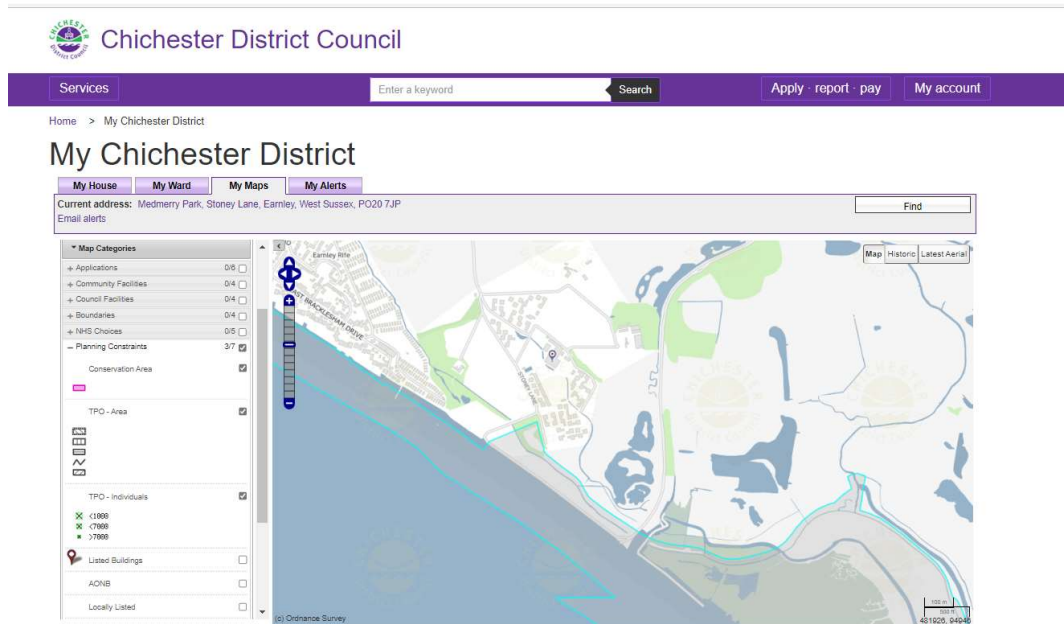 CHICHESTER
District Council
Chichester District Council
Services
Enter a keyword
Search
Apply · report · pay
My account
Home > My Chichester District
My Chichester District
My House
My Ward
My Maps
My Alerts
Current address: Medmerry Park, Stoney Lane, Earnley, West Sussex, PO20 7JP
Find
Email alerts
Map Categories
Applications 0/6
Community Facilities 0/4
Council Facilities 0/4
Boundaries 0/4
NHS Choices 0/5
Planning Constraints 3/7
Conservation Area
TPO - Area
TPO - Individuals
<1000
<7000
>7000
Listed Buildings
AONB
Locally Listed
Map
Historic
Latest Aerial
Earnley Rife
BRACKLESHAM DRIVE
STONEY LANE
100 m
500 ft
(c) Ordnance Survey